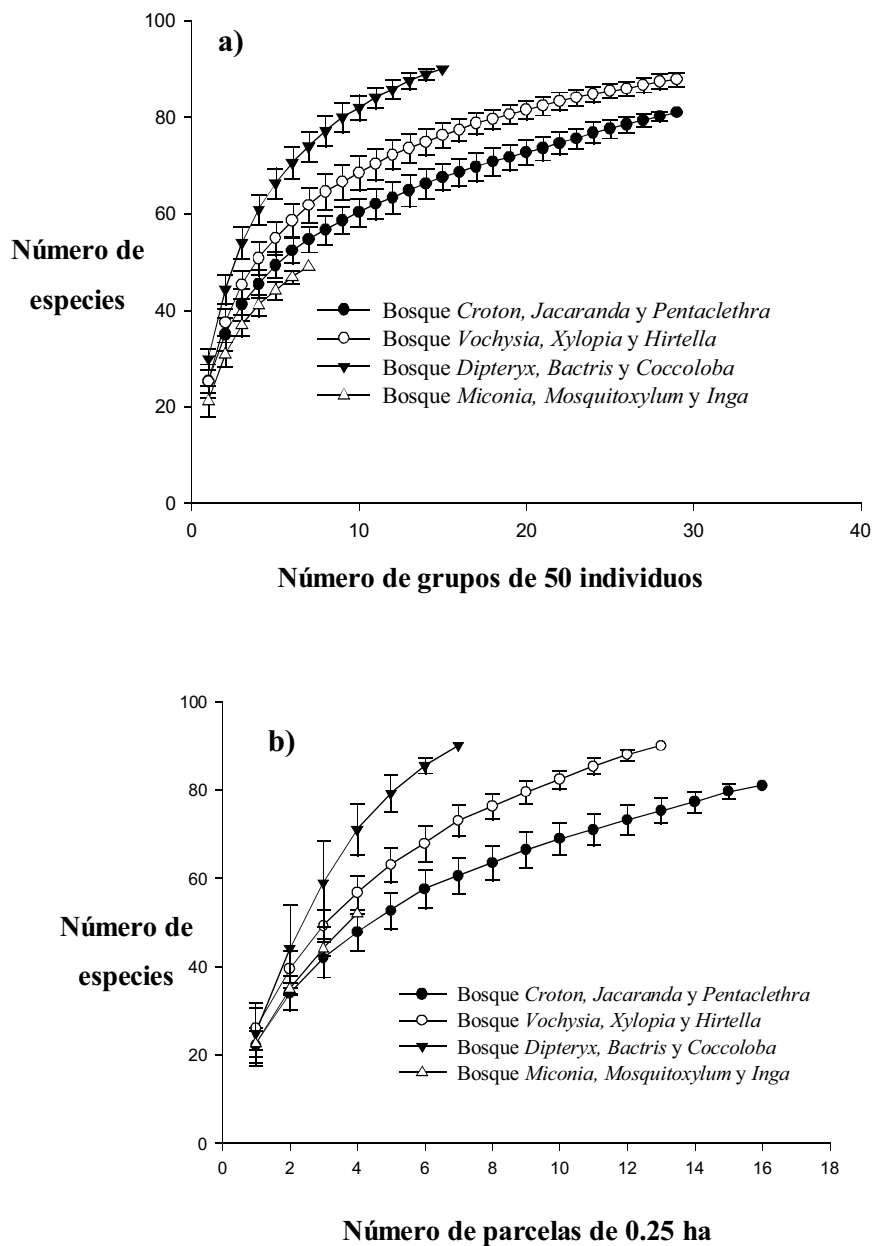 a)
100
80
60
40
20
0
Número de
especies
Bosque Croton, Jacaranda y Pentaclethra
Bosque Vochysia, Xylopia y Hirtella
Bosque Dipteryx, Bactris y Coccoloba
Bosque Miconia, Mosquitoxylum y Inga
0 10 20 30 40
Número de grupos de 50 individuos
b)
100
80
60
40
20
0
Número de
especies
Bosque Croton, Jacaranda y Pentaclethra
Bosque Vochysia, Xylopia y Hirtella
Bosque Dipteryx, Bactris y Coccoloba
Bosque Miconia, Mosquitoxylum y Inga
0 2 4 6 8 10 12 14 16 18
Número de parcelas de 0.25 ha